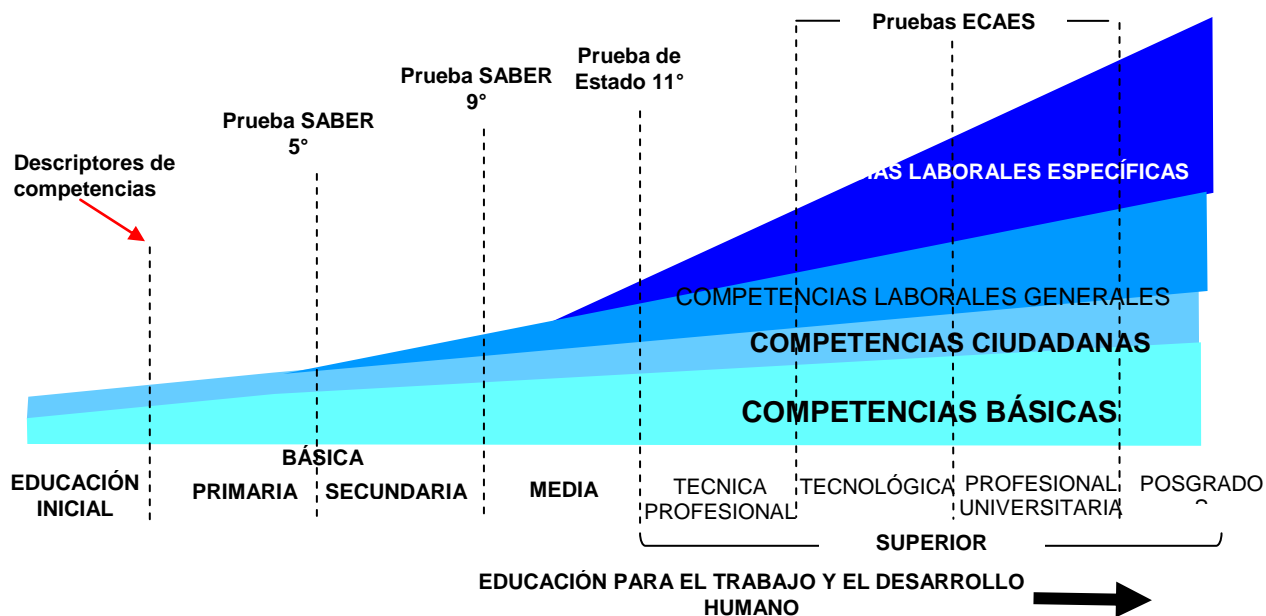 Pruebas ECAES
Prueba de
Estado 11°
Prueba SABER
9°
Prueba SABER
5°
Descriptores de
competencias
LABORALES ESPECÍFICAS
COMPETENCIAS LABORALES GENERALES
COMPETENCIAS CIUDADANAS
COMPETENCIAS BÁSICAS
BÁSICA
EDUCACIÓN
INICIAL
PRIMARIA
SECUNDARIA
MEDIA
TECNICA
PROFESIONAL
TECNOLÓGICA
PROFESIONAL
UNIVERSITARIA
POSGRADO
SUPERIOR
EDUCACIÓN PARA EL TRABAJO Y EL DESARROLLO
HUMANO